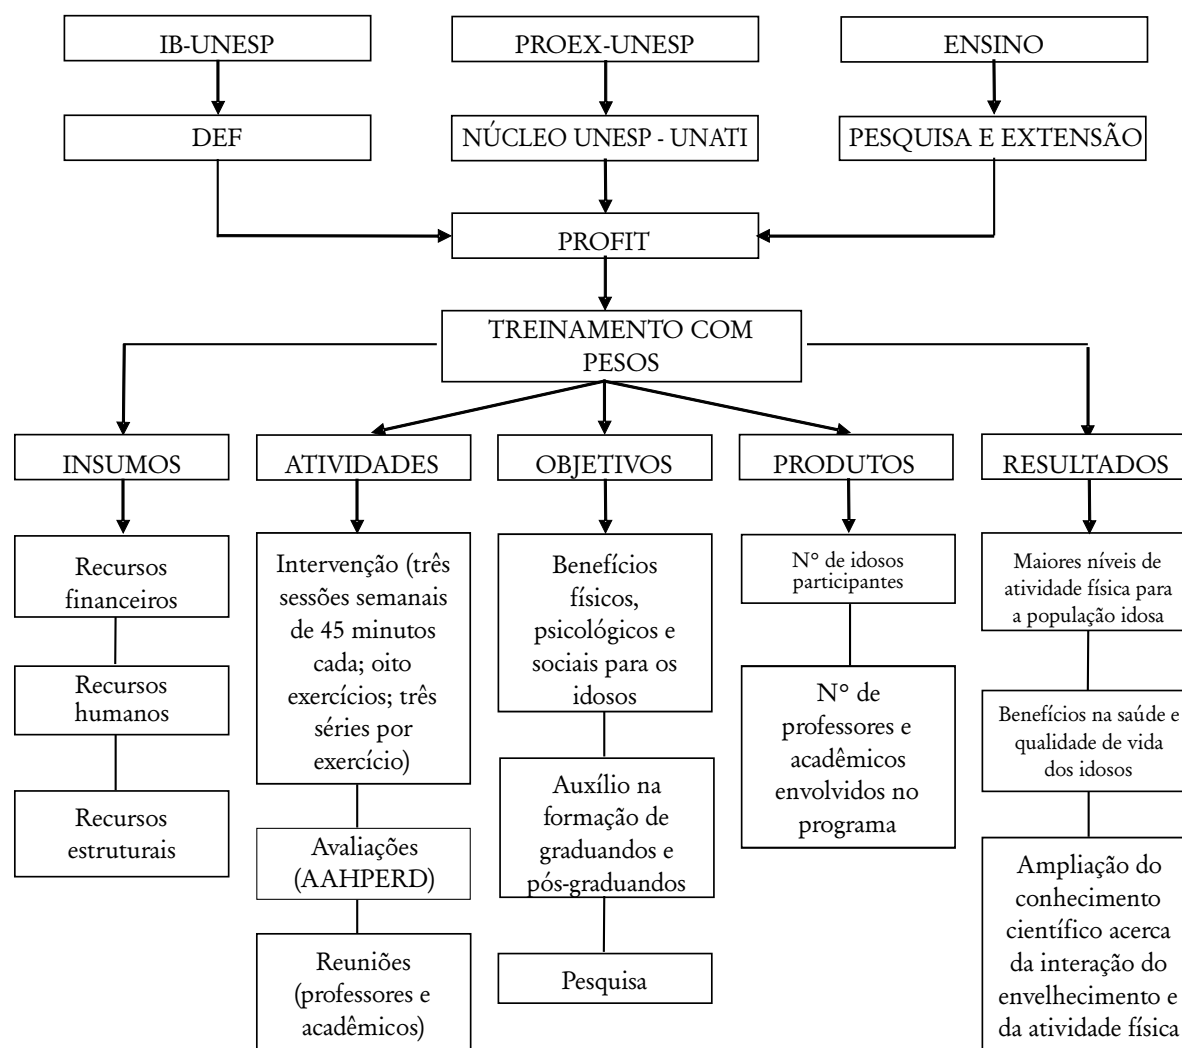 IB-UNESP
PROEX-UNESP
ENSINO
DEF
NÚCLEO UNESP - UNATI
PESQUISA E EXTENSÃO
PROFIT
TREINAMENTO COM
PESOS
INSUMOS
ATIVIDADES
OBJETIVOS
PRODUTOS
RESULTADOS
Recursos
financeiros
Recursos
humanos
Recursos
estruturais
Intervenção (três
sessões semanais
de 45 minutos
cada; oito
exercícios; três
séries por
exercício)
Avaliações
(AAHPERD)
Reuniões
(professores e
acadêmicos)
Benefícios
físicos,
psicológicos e
sociais para os
idosos
Auxílio na
formação de
graduandos e
pós-graduandos
Pesquisa
N° de idosos
participantes
N° de
professores e
acadêmicos
envolvidos no
programa
Maiores níveis de
atividade física para
a população idosa
Benefícios na saúde e
qualidade de vida
dos idosos
Ampliação do
conhecimento
científico acerca
da interação do
envelhecimento e
da atividade física